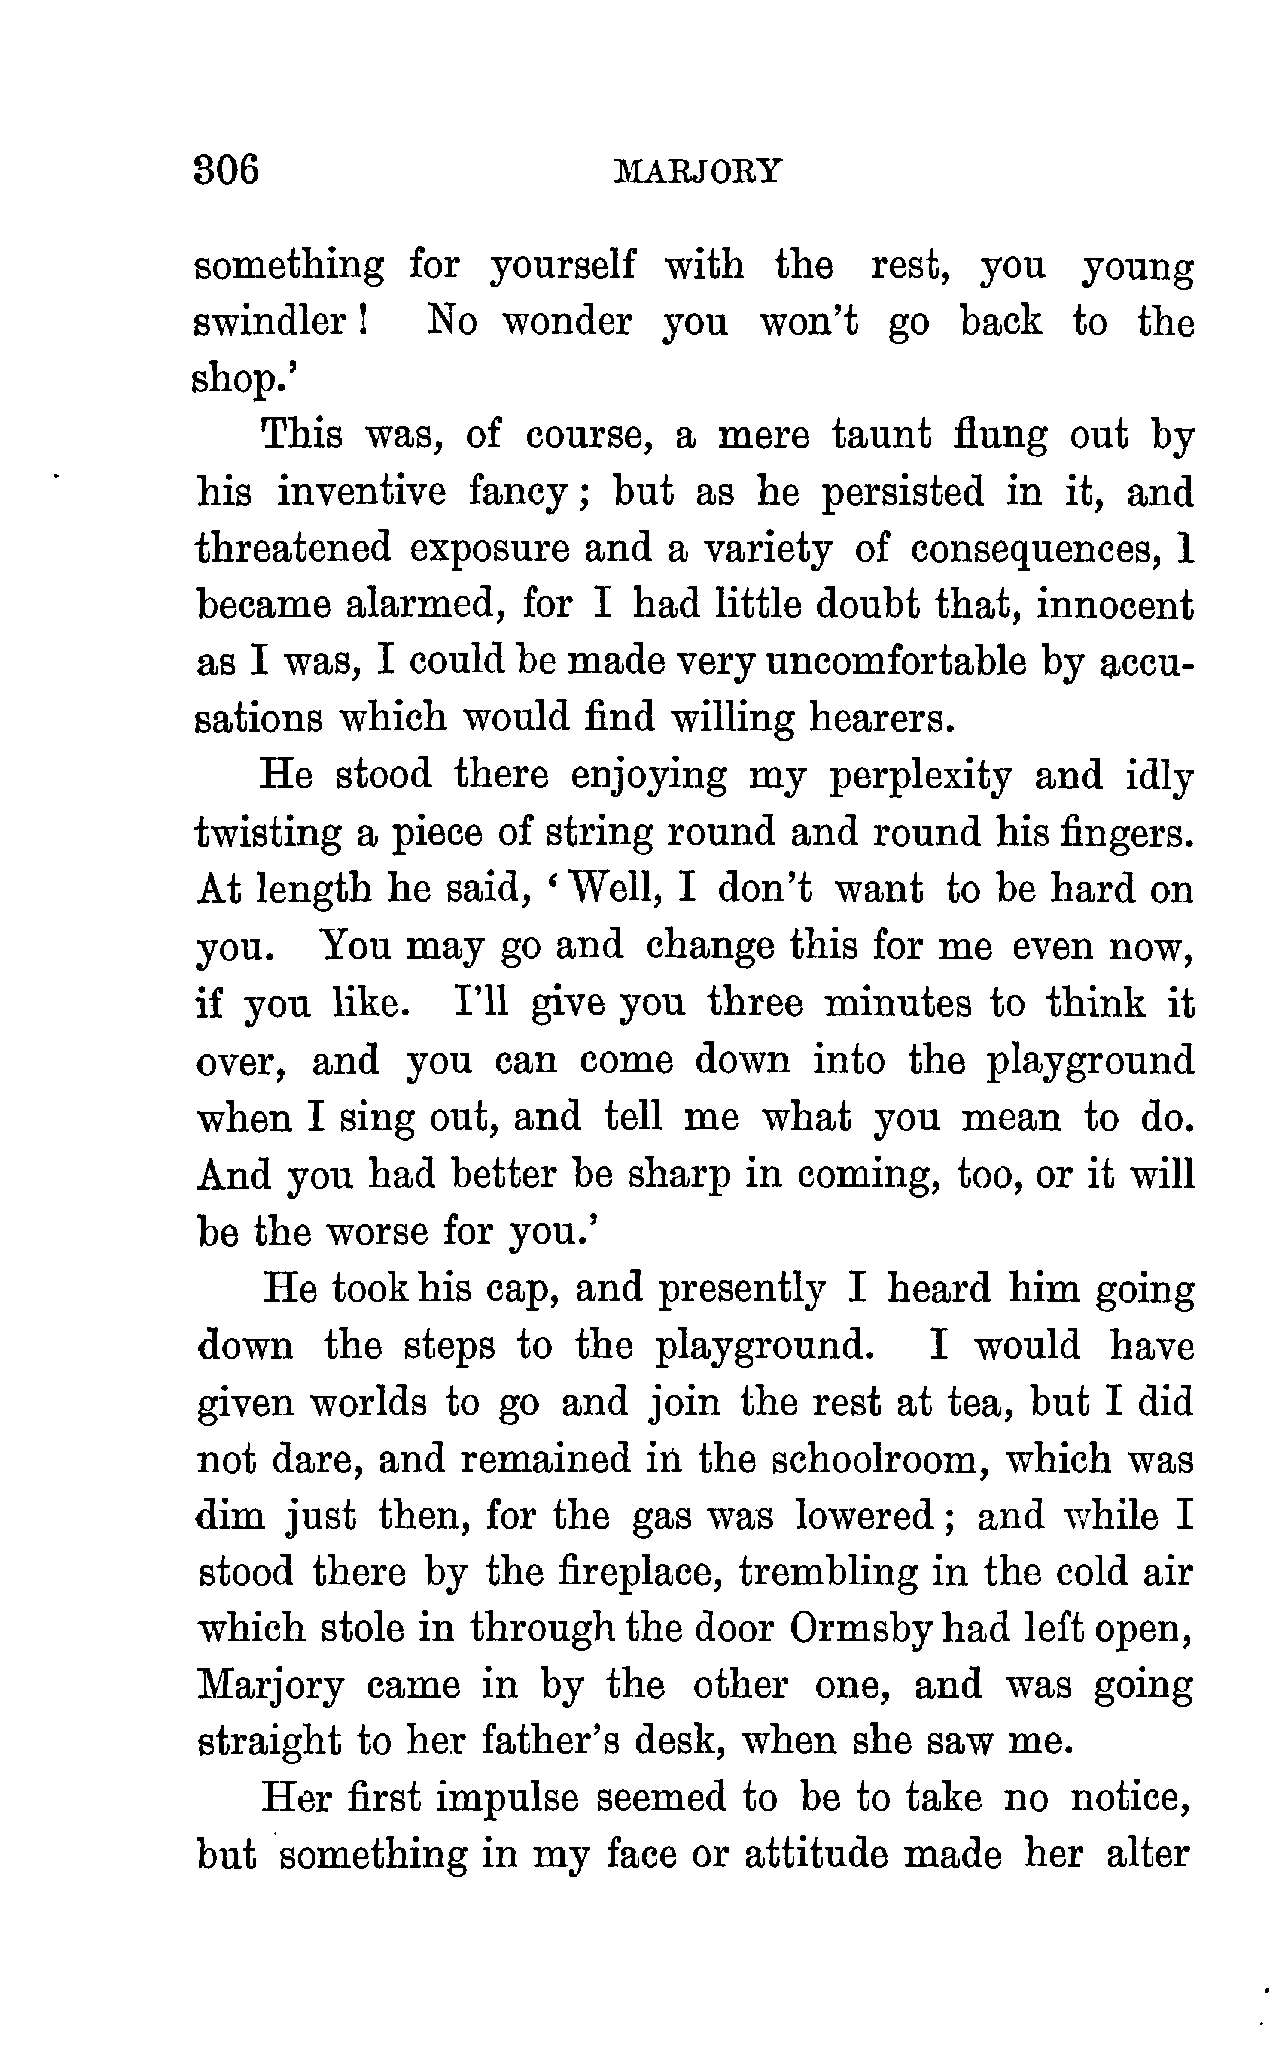 306 MARJORY
something for yourself with the rest, you young
swindler! No wonder you won't go back to the
shop.'
This was, of course, a mere taunt flung out by
his inventive fancy; but as he persisted in it, and
threatened exposure and a variety of consequences, I
became alarmed, for I had little doubt that, innocent
as I was, I could be made very uncomfortable by accu-
sations which would find willing hearers.
He stood there enjoying my perplexity and idly
twisting a piece of string round and round his fingers.
At length he said, 'Well, I don't want to be hard on
you. You may go and change this for me even now,
if you like. I'll give you three minutes to think it
over, and you can come down into the playground
when I sing out, and tell me what you mean to do.
And you had better be sharp in coming, too, or it will
be the worse for you.'
He took his cap, and presently I heard him going
down the steps to the playground. I would have
given worlds to go and join the rest at tea, but I did
not dare, and remained in the schoolroom, which was
dim just then, for the gas was lowered; and while I
stood there by the fireplace, trembling in the cold air
which stole in through the door Ormsby had left open,
Marjory came in by the other one, and was going
straight to her father's desk, when she saw me.
Her first impulse seemed to be to take no notice,
but something in my face or attitude made her alter